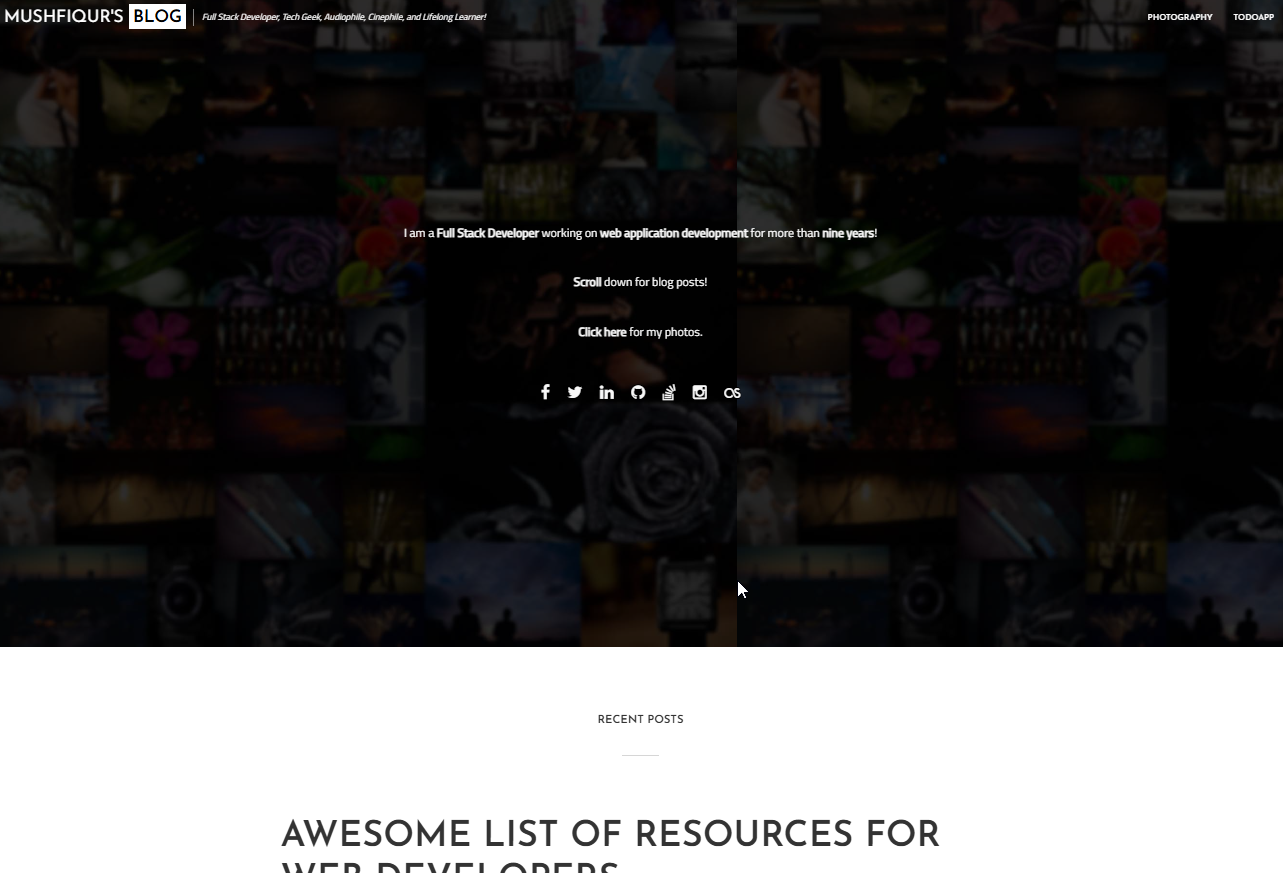 MUSHFIQUR'S BLOG
Full Stack Developer, Tech Geek, Audiophile, Cinephile, and Lifelong Learner!
PHOTOGRAPHY
TODOAPP
I am a Full Stack Developer working on web application development for more than nine years!
Scroll down for blog posts!
Click here for my photos.
RECENT POSTS
AWESOME LIST OF RESOURCES FOR
WEB DEVELOPERS